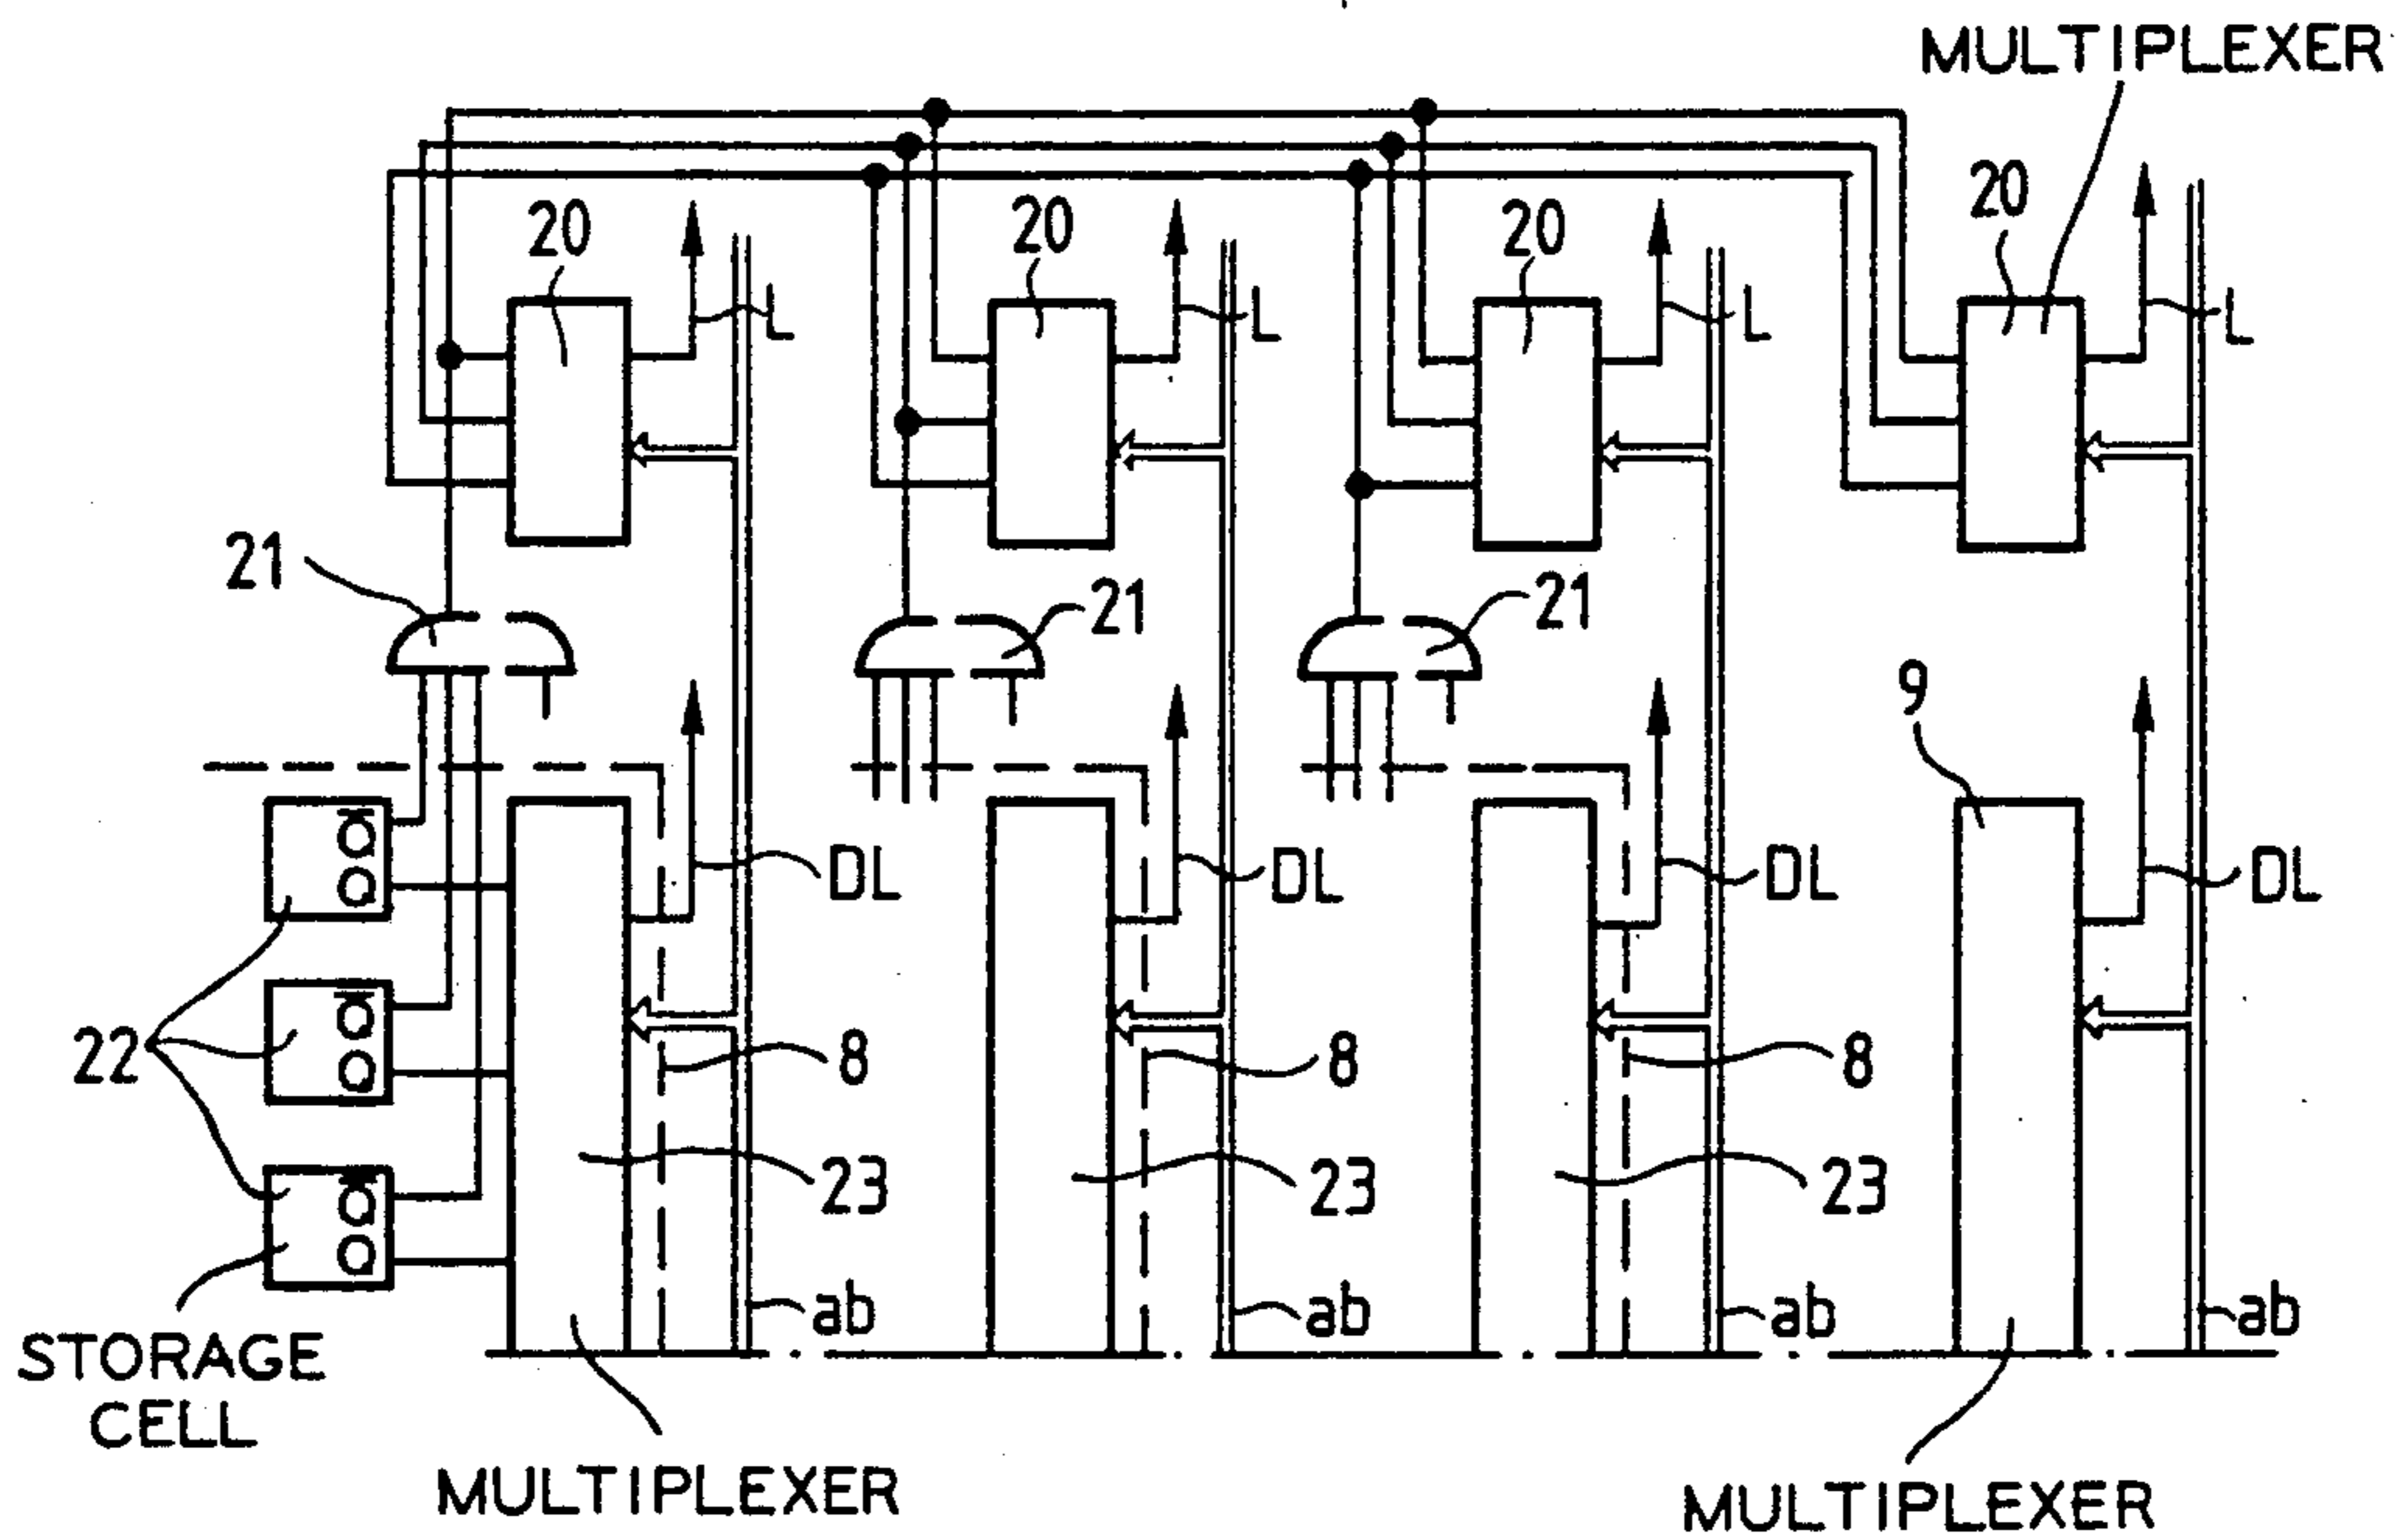 MULTIPLEXER
20
20
20
20
L
L
L
L
21
21
21
9
Q̅
Q
DL
DL
DL
DL
22
Q̅
Q
8
8
8
23
23
23
Q̅
Q
ab
ab
ab
ab
STORAGE
CELL
MULTIPLEXER
MULTIPLEXER